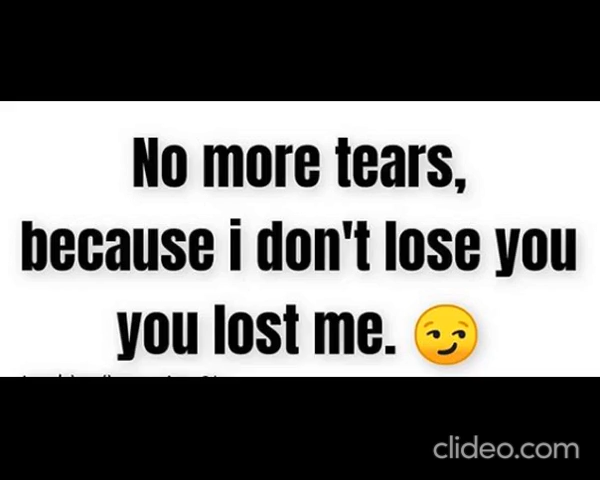 No more tears,
because i don't lose you
you lost me. 😏
clideo.com